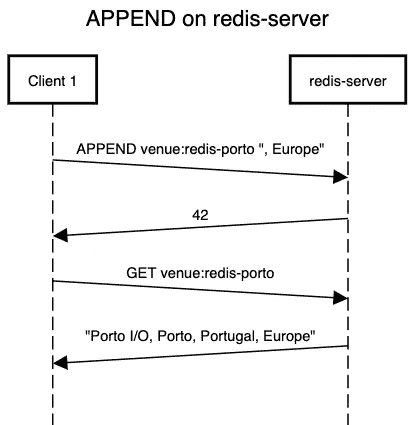 APPEND on redis-server
Client 1
redis-server
APPEND venue:redis-porto ", Europe"
42
GET venue:redis-porto
"Porto I/O, Porto, Portugal, Europe"